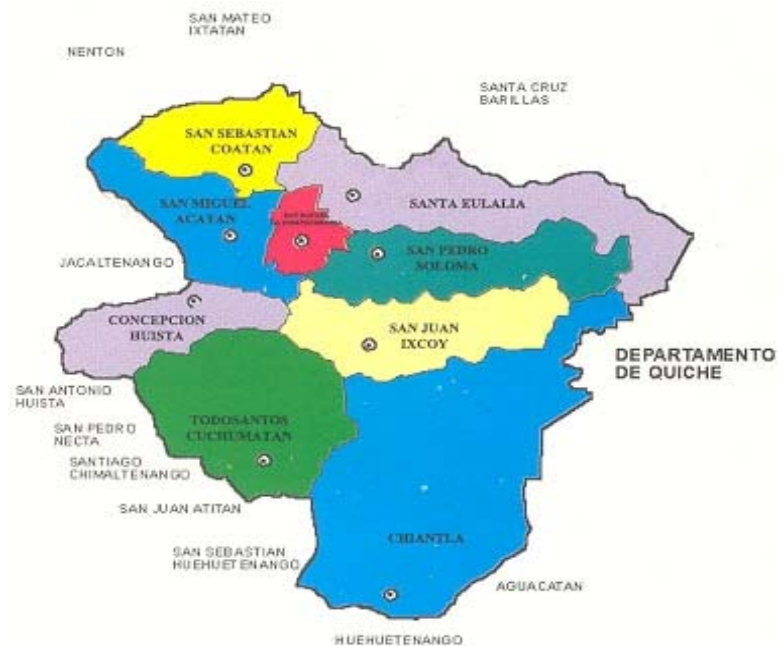 SAN MATEO
IXTATAN
NENTON
SANTA CRUZ
BARILLAS
SAN SEBASTIAN
COATAN
SAN MIGUEL
ACATAN
SANTA EULALIA
SAN PEDRO
SOLOMA
JACALTENANGO
CONCEPCION
HUISTA
SAN JUAN
IXCOY
DEPARTAMENTO
DE QUICHE
SAN ANTONIO
HUISTA
SAN PEDRO
NECTA
TODOSANTOS
CUCHUMATAN
SANTIAGO
CHIMALTENANGO
SAN JUAN ATITAN
CHIANTLA
SAN SEBASTIAN
HUEHUETENANGO
AGUACATAN
HUEHUETENANGO